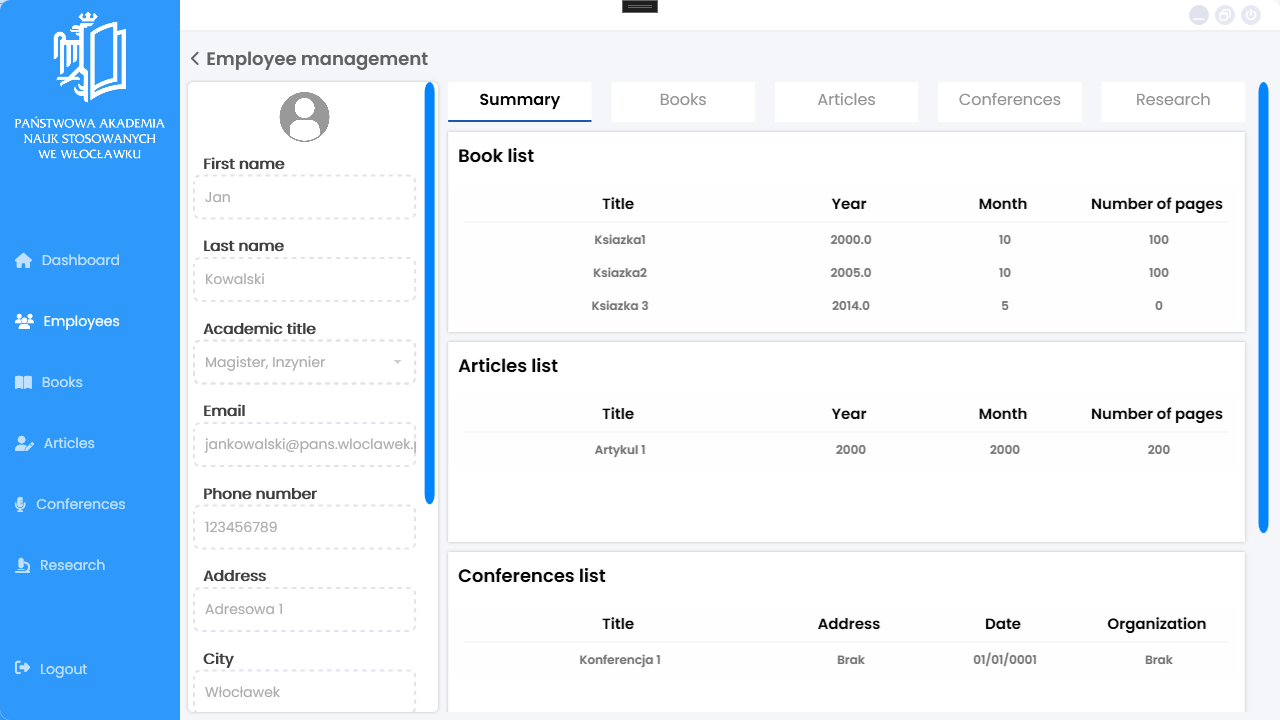 PAŃSTWOWA AKADEMIA
NAUK STOSOWANYCH
WE WŁOCŁAWKU
Dashboard
Employees
Books
Articles
Conferences
Research
Logout
Employee management
First name
Jan
Last name
Kowalski
Academic title
Magister, Inzynier
Email
jankowalski@pans.wloclawek.
Phone number
123456789
Address
Adresowa 1
City
Włocławek
Summary Books Articles Conferences Research
Book list
Title Year Month Number of pages
Ksiazka1 2000.0 10 100
Ksiazka2 2005.0 10 100
Ksiazka 3 2014.0 5 0
Articles list
Title Year Month Number of pages
Artykul 1 2000 2000 200
Conferences list
Title Address Date Organization
Konferencja 1 Brak 01/01/0001 Brak